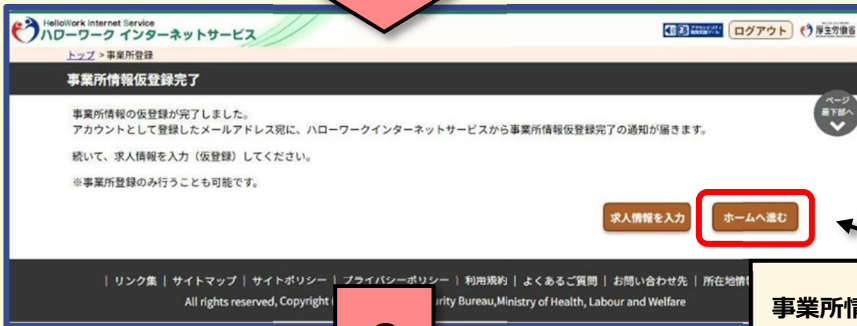 HelloWork Internet Service
ハローワーク インターネットサービス
ログアウト
厚生労働省
トップ > 事業所登録
事業所情報仮登録完了
ページ
最下部へ
事業所情報の仮登録が完了しました。
アカウントとして登録したメールアドレス宛に、ハローワークインターネットサービスから事業所情報仮登録完了の通知が届きます。
続いて、求人情報を入力（仮登録）してください。
※事業所登録のみ行うことも可能です。
求人情報を入力
ホームへ進む
| リンク集 | サイトマップ | サイトポリシー | プライバシーポリシー | 利用規約 | よくあるご質問 | お問い合わせ先 | 所在地情
All rights reserved, Copyright
urity Bureau,Ministry of Health, Labour and Welfare
事業所情